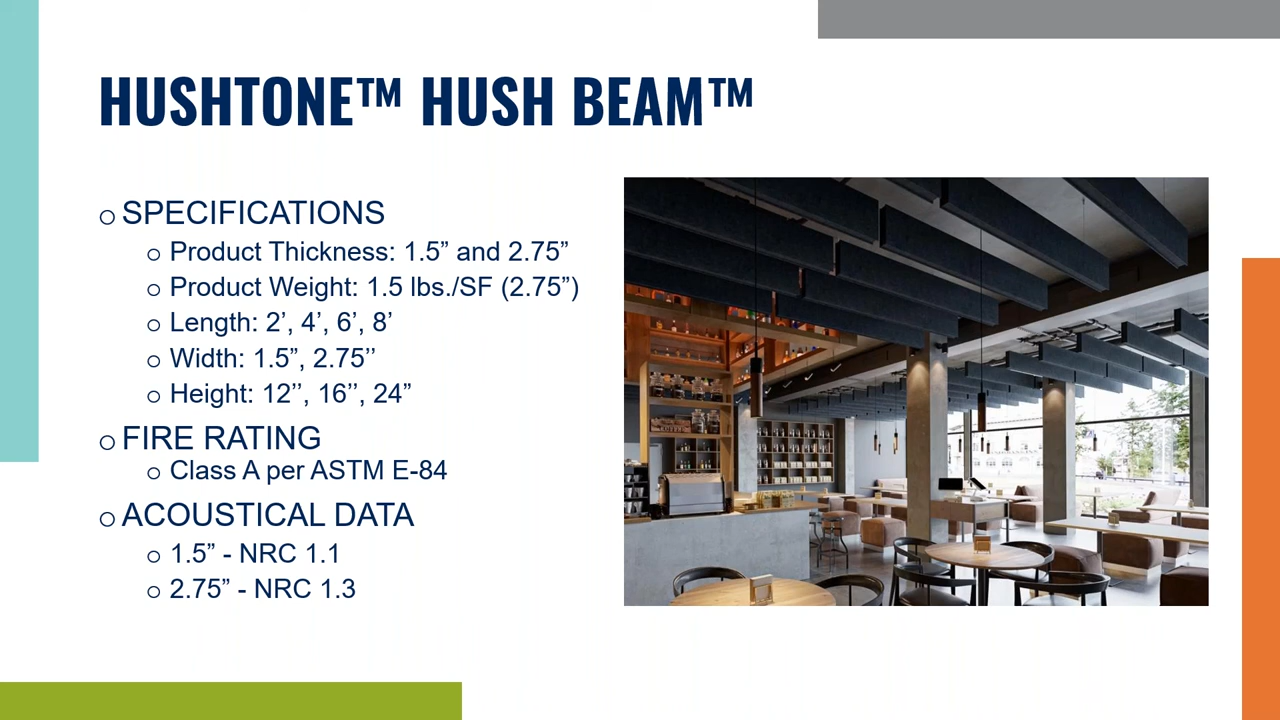 HUSHTONE™ HUSH BEAM™
SPECIFICATIONS
Product Thickness: 1.5” and 2.75”
Product Weight: 1.5 lbs./SF (2.75”)
Length: 2’, 4’, 6’, 8’
Width: 1.5”, 2.75’’
Height: 12’’, 16’’, 24”
FIRE RATING
Class A per ASTM E-84
ACOUSTICAL DATA
1.5” - NRC 1.1
2.75” - NRC 1.3